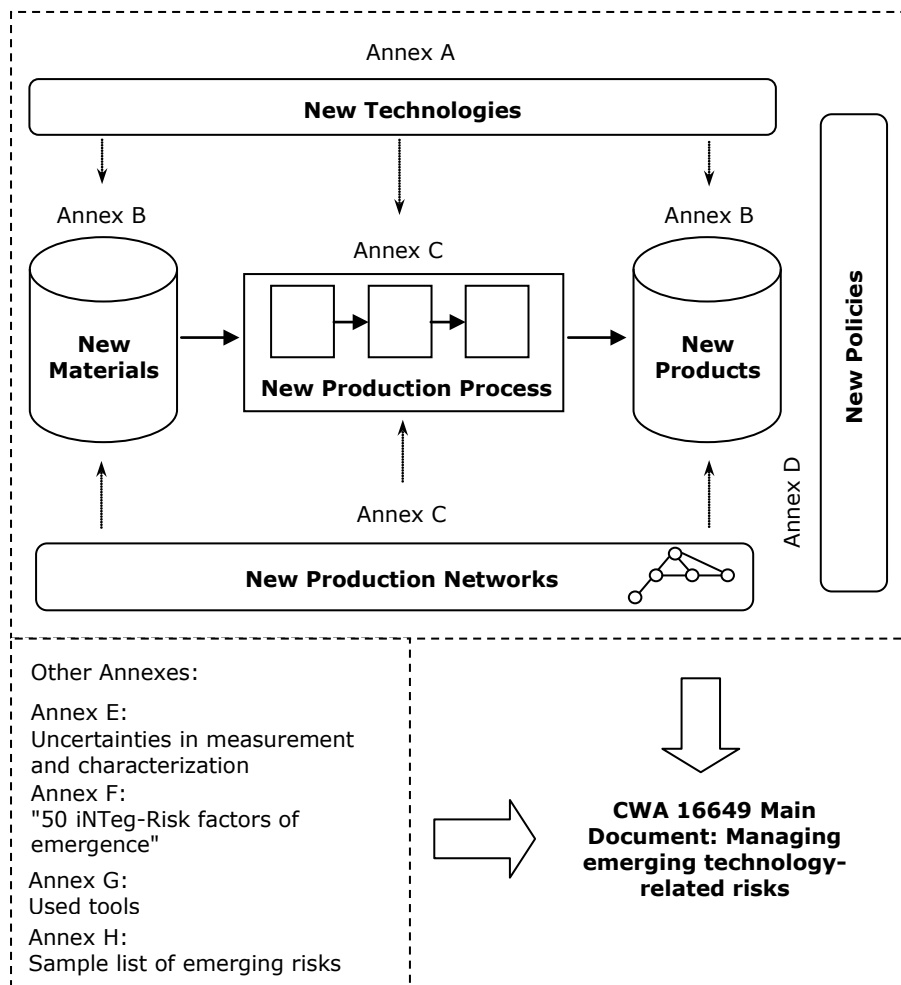 Annex A
New Technologies
Annex B
Annex C
Annex B
New
Materials
New Production Process
New
Products
New Policies
Annex D
Annex C
New Production Networks
Other Annexes:
Annex E:
Uncertainties in measurement
and characterization
Annex F:
"50 iNTeg-Risk factors of
emergence"
Annex G:
Used tools
Annex H:
Sample list of emerging risks
CWA 16649 Main
Document: Managing
emerging technology-
related risks